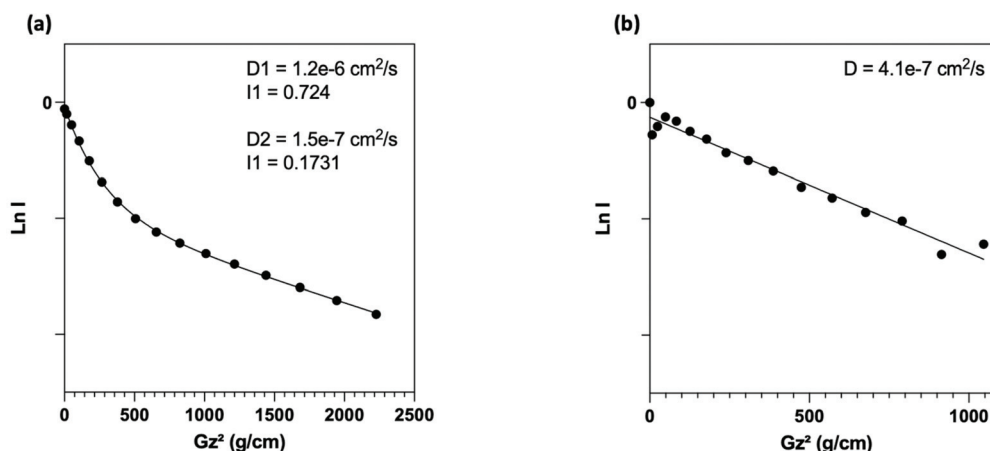 (a)
D1 = 1.2e-6 cm²/s
I1 = 0.724
D2 = 1.5e-7 cm²/s
I1 = 0.1731
0
Ln I
0 500 1000 1500 2000 2500
Gz² (g/cm)
(b)
D = 4.1e-7 cm²/s
0
Ln I
0 500 1000
Gz² (g/cm)